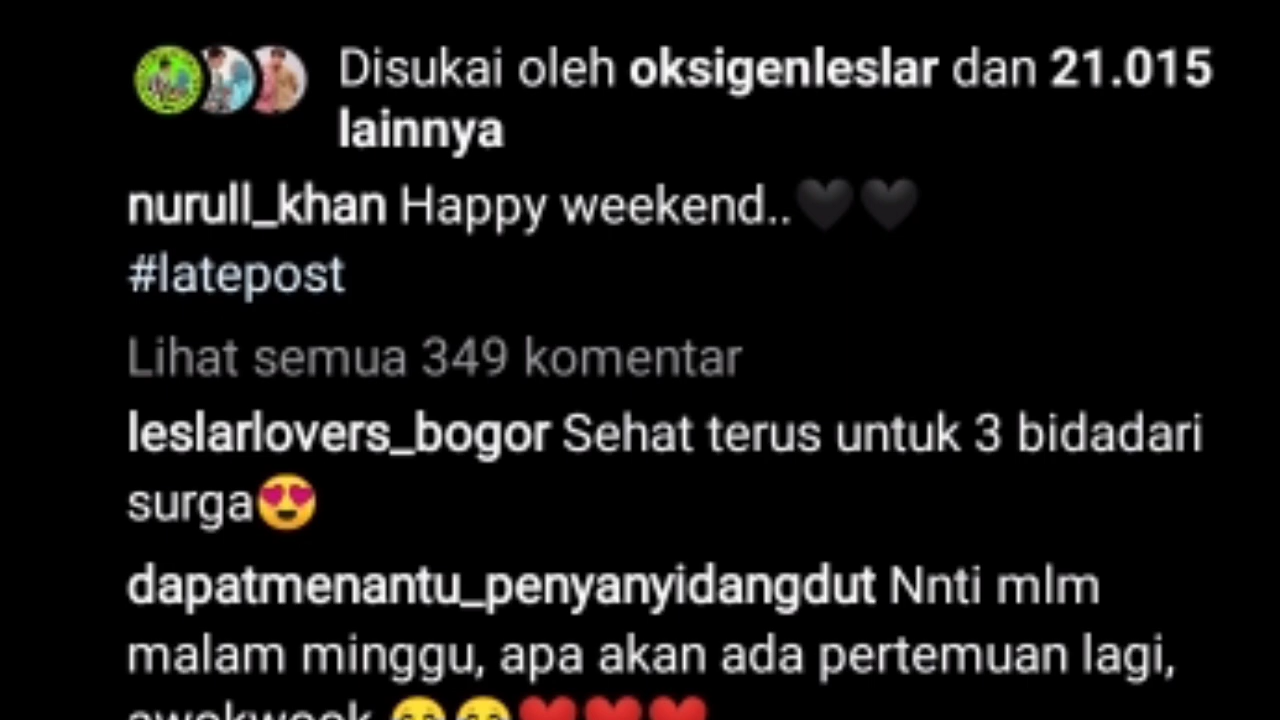 Disukai oleh oksigenleslar dan 21.015
lainnya
nurull_khan Happy weekend..🖤🖤
#latepost
Lihat semua 349 komentar
leslarlovers_bogor Sehat terus untuk 3 bidadari
surga😍
dapatmenantu_penyanyidangdut Nnti mlm
malam minggu, apa akan ada pertemuan lagi,